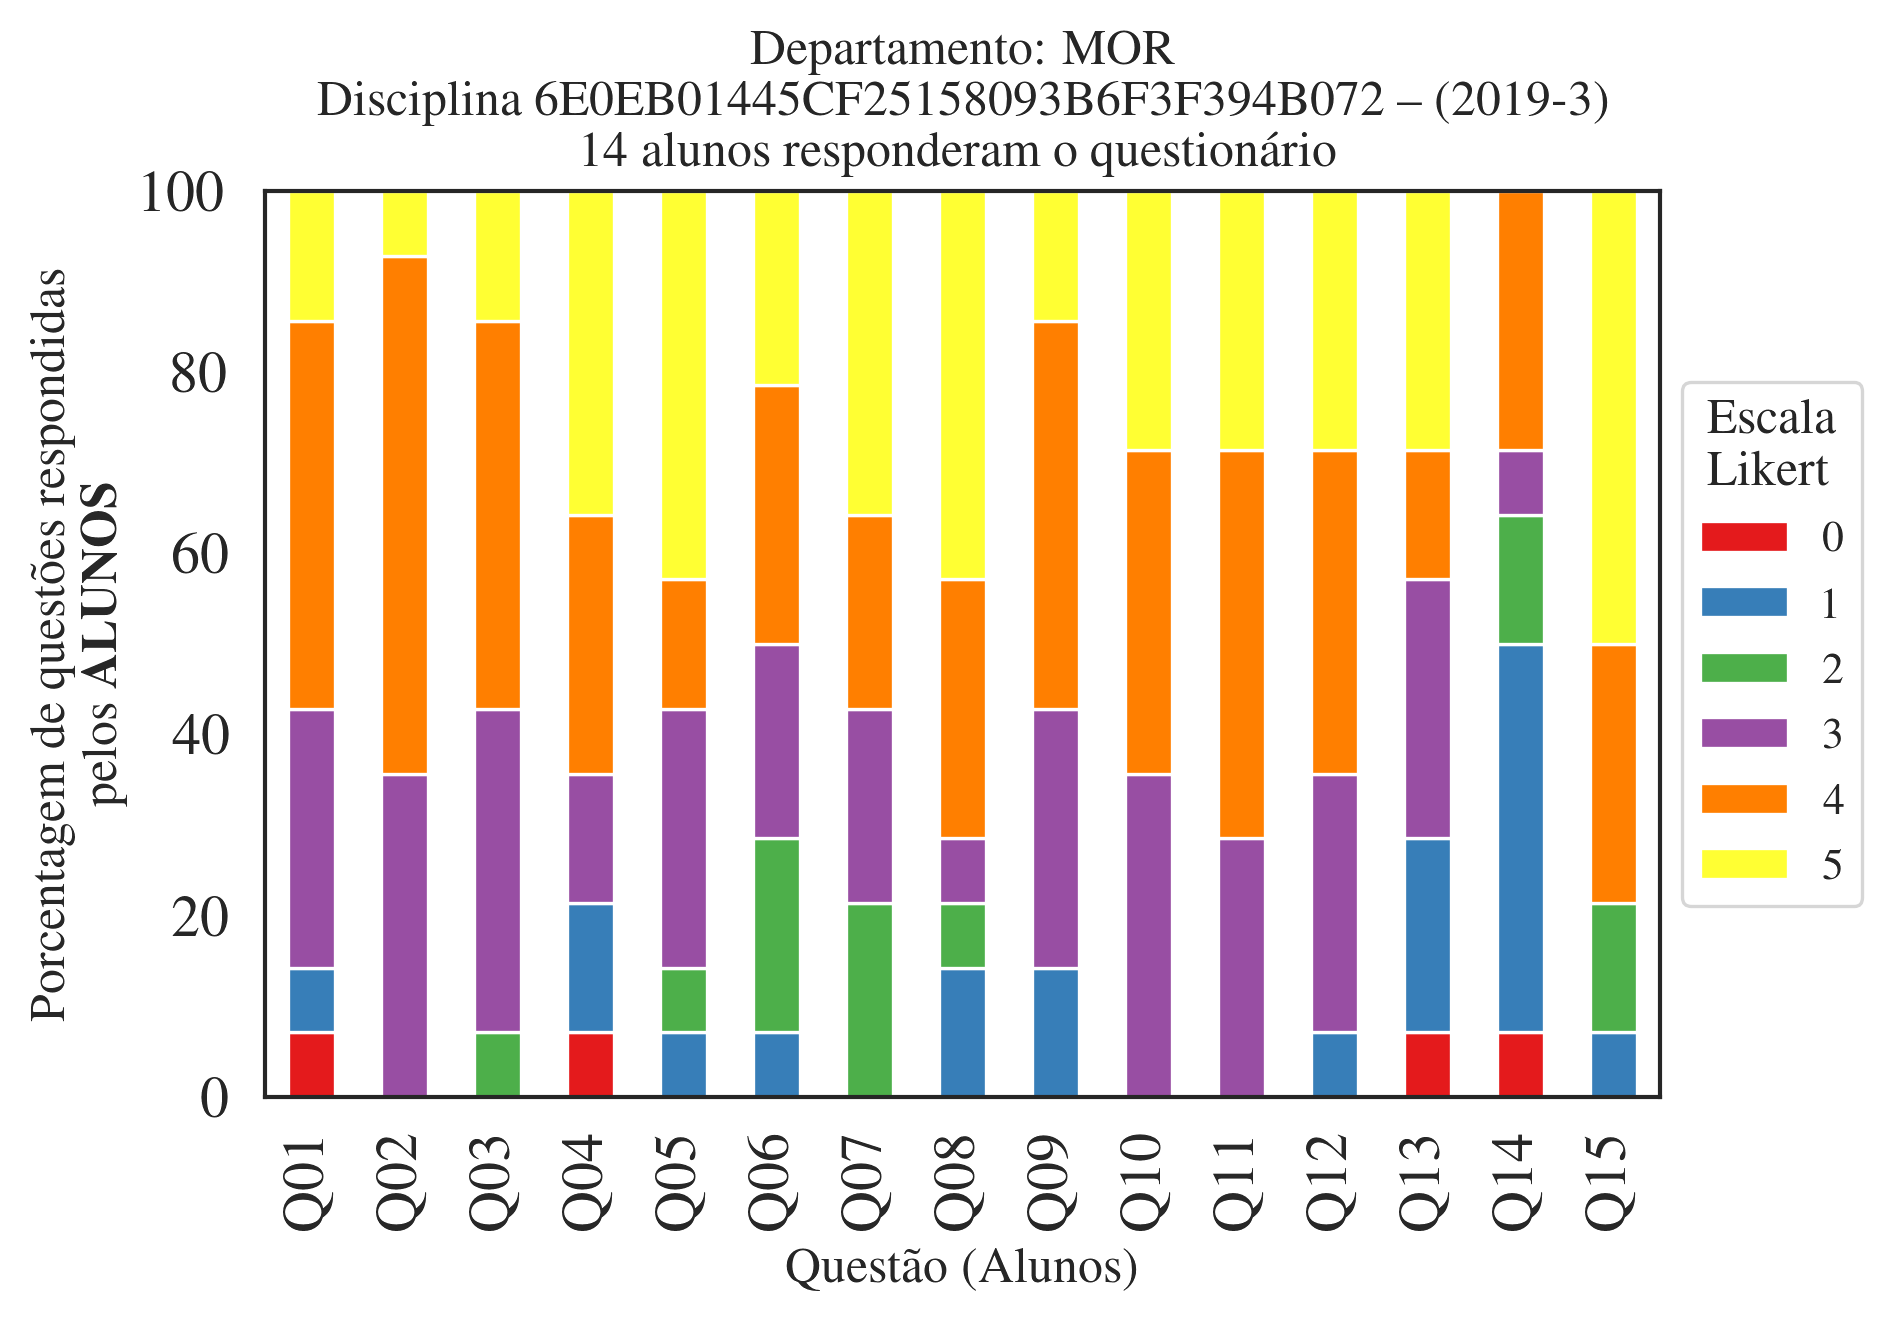 Departamento: MOR
Disciplina 6E0EB01445CF25158093B6F3F394B072 – (2019-3)
14 alunos responderam o questionário
Porcentagem de questões respondidas
pelos ALUNOS
100
80
60
40
20
0
Q01
Q02
Q03
Q04
Q05
Q06
Q07
Q08
Q09
Q10
Q11
Q12
Q13
Q14
Q15
Questão (Alunos)
Escala
Likert
0
1
2
3
4
5